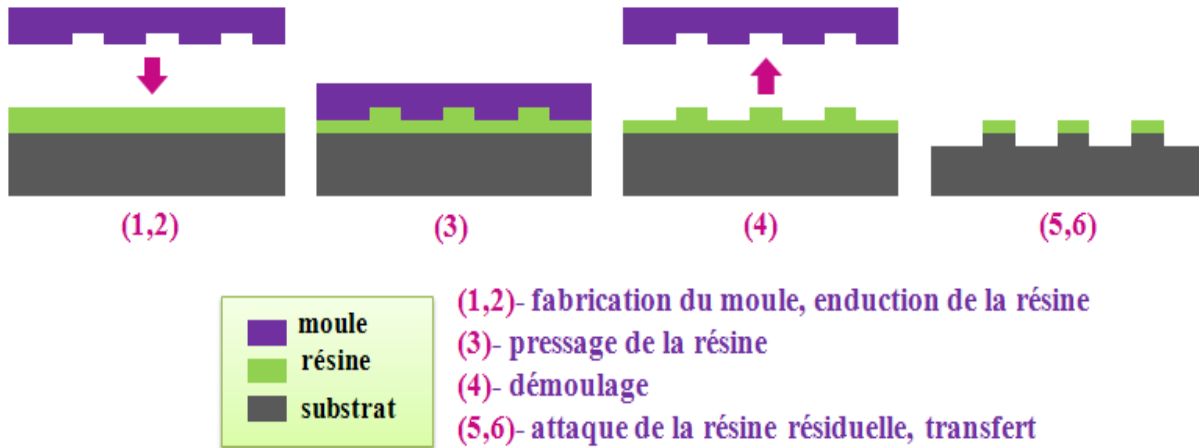 (1,2)
(3)
(4)
(5,6)
moule
résine
substrat
(1,2)- fabrication du moule, enduction de la résine
(3)- pressage de la résine
(4)- démoulage
(5,6)- attaque de la résine résiduelle, transfert